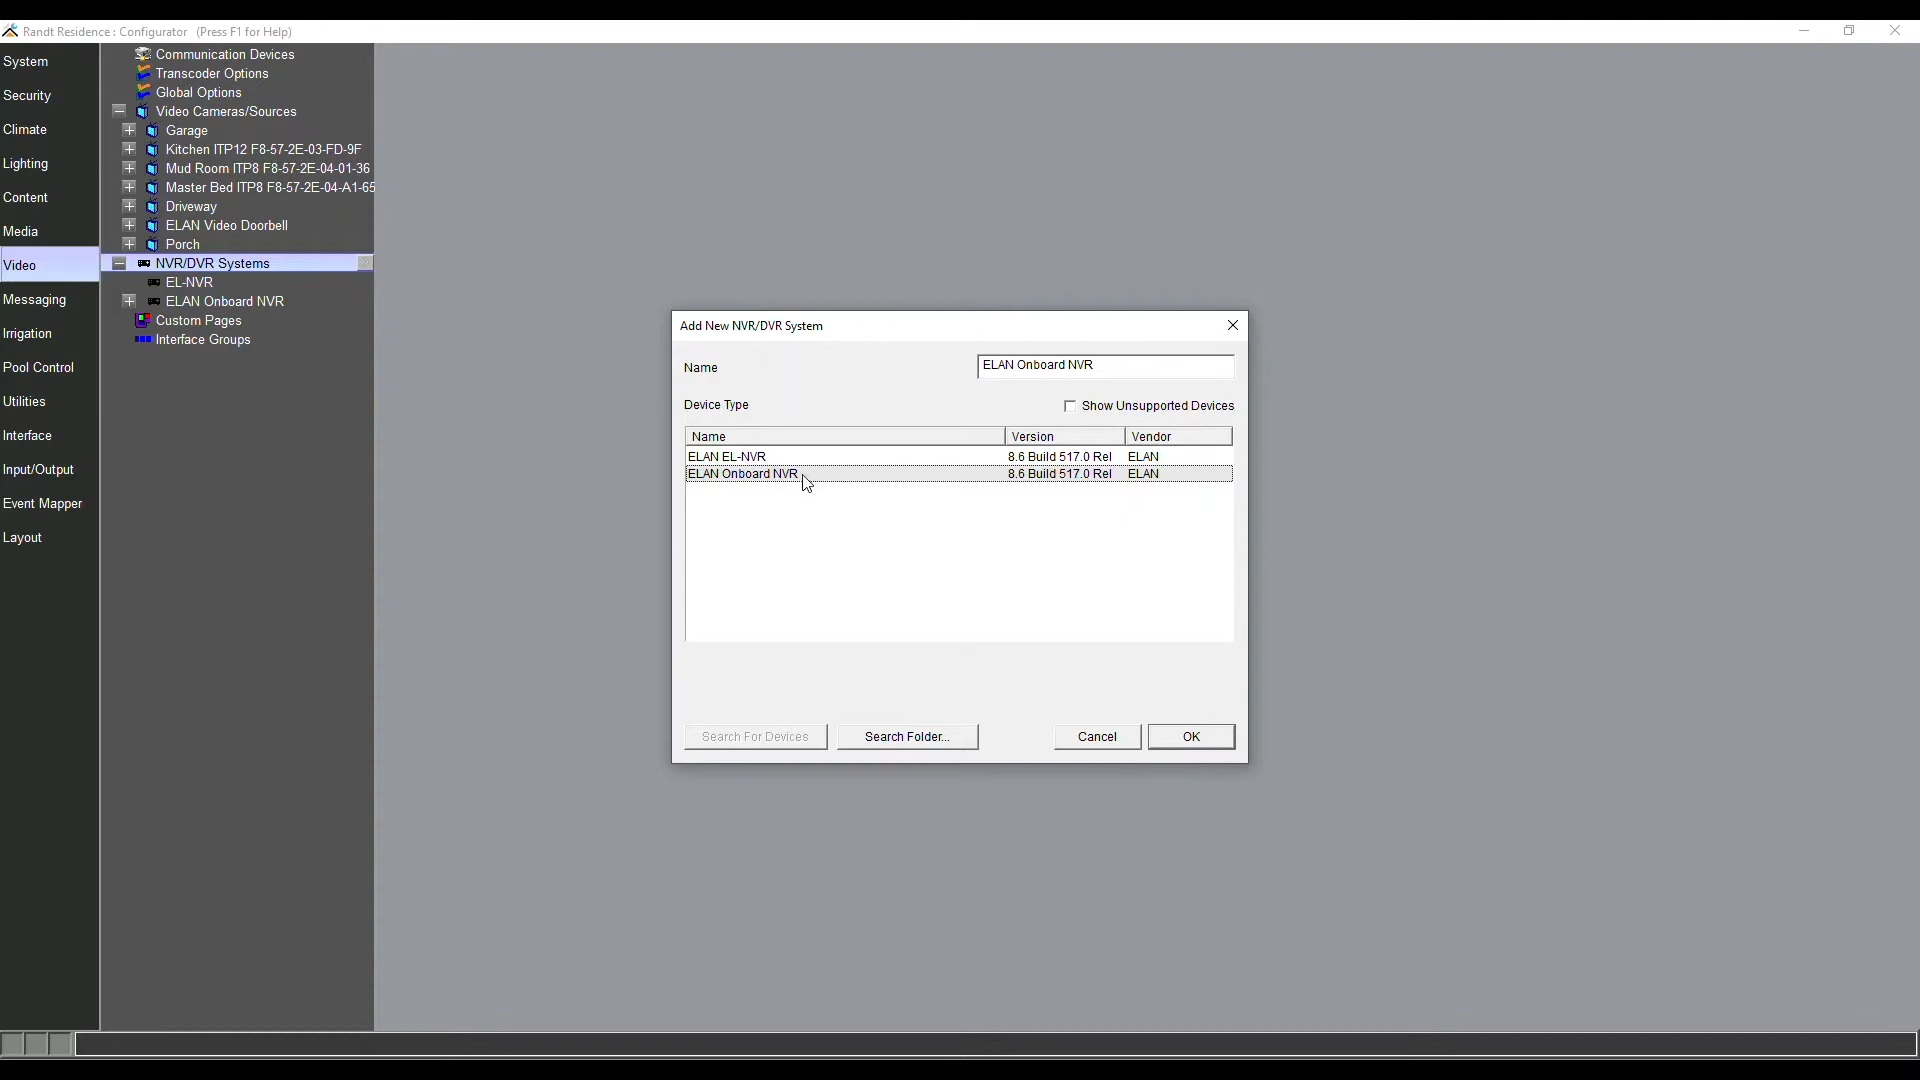 Randt Residence : Configurator (Press F1 for Help)
System
Security
Climate
Lighting
Content
Media
Video
Messaging
Irrigation
Pool Control
Utilities
Interface
Input/Output
Event Mapper
Layout
Communication Devices
Transcoder Options
Global Options
Video Cameras/Sources
Garage
Kitchen ITP12 F8-57-2E-03-FD-9F
Mud Room ITP8 F8-57-2E-04-01-36
Master Bed ITP8 F8-57-2E-04-A1-65
Driveway
ELAN Video Doorbell
Porch
NVR/DVR Systems
EL-NVR
ELAN Onboard NVR
Custom Pages
Interface Groups
Add New NVR/DVR System
Name ELAN Onboard NVR
Device Type Show Unsupported Devices
Name Version Vendor
ELAN EL-NVR 8.6 Build 517.0 Rel ELAN
ELAN Onboard NVR 8.6 Build 517.0 Rel ELAN
Search For Devices Search Folder... Cancel OK